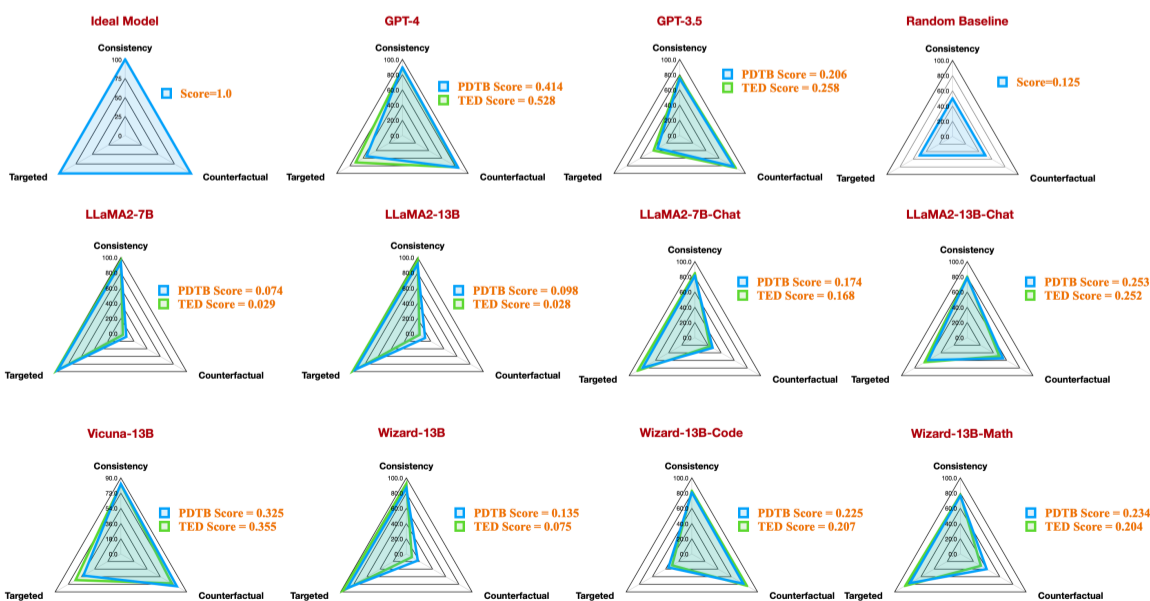 Ideal Model
Consistency
100
75
50
25
0
Score=1.0
Targeted
Counterfactual
GPT-4
Consistency
100.0
80.0
60.0
40.0
20.0
0.0
PDTB Score = 0.414
TED Score = 0.528
Targeted
Counterfactual
GPT-3.5
Consistency
100.0
80.0
60.0
40.0
20.0
0.0
PDTB Score = 0.206
TED Score = 0.258
Targeted
Counterfactual
Random Baseline
Consistency
100.0
80.0
60.0
40.0
20.0
0.0
Score=0.125
Targeted
Counterfactual
LLaMA2-7B
Consistency
100.0
80.0
60.0
40.0
20.0
0.0
PDTB Score = 0.074
TED Score = 0.029
Targeted
Counterfactual
LLaMA2-13B
Consistency
100.0
80.0
60.0
40.0
20.0
0.0
PDTB Score = 0.098
TED Score = 0.028
Targeted
Counterfactual
LLaMA2-7B-Chat
Consistency
100.0
80.0
60.0
40.0
20.0
0.0
PDTB Score = 0.174
TED Score = 0.168
Targeted
Counterfactual
LLaMA2-13B-Chat
Consistency
100.0
80.0
60.0
40.0
20.0
0.0
PDTB Score = 0.253
TED Score = 0.252
Targeted
Counterfactual
Vicuna-13B
Consistency
90.0
54.0
18.0
0.0
PDTB Score = 0.325
TED Score = 0.355
Targeted
Counterfactual
Wizard-13B
Consistency
100.0
80.0
60.0
40.0
20.0
0.0
PDTB Score = 0.135
TED Score = 0.075
Targeted
Counterfactual
Wizard-13B-Code
Consistency
100.0
80.0
60.0
40.0
20.0
0.0
PDTB Score = 0.225
TED Score = 0.207
Targeted
Counterfactual
Wizard-13B-Math
Consistency
100.0
80.0
60.0
40.0
20.0
0.0
PDTB Score = 0.234
TED Score = 0.204
Targeted
Counterfactual